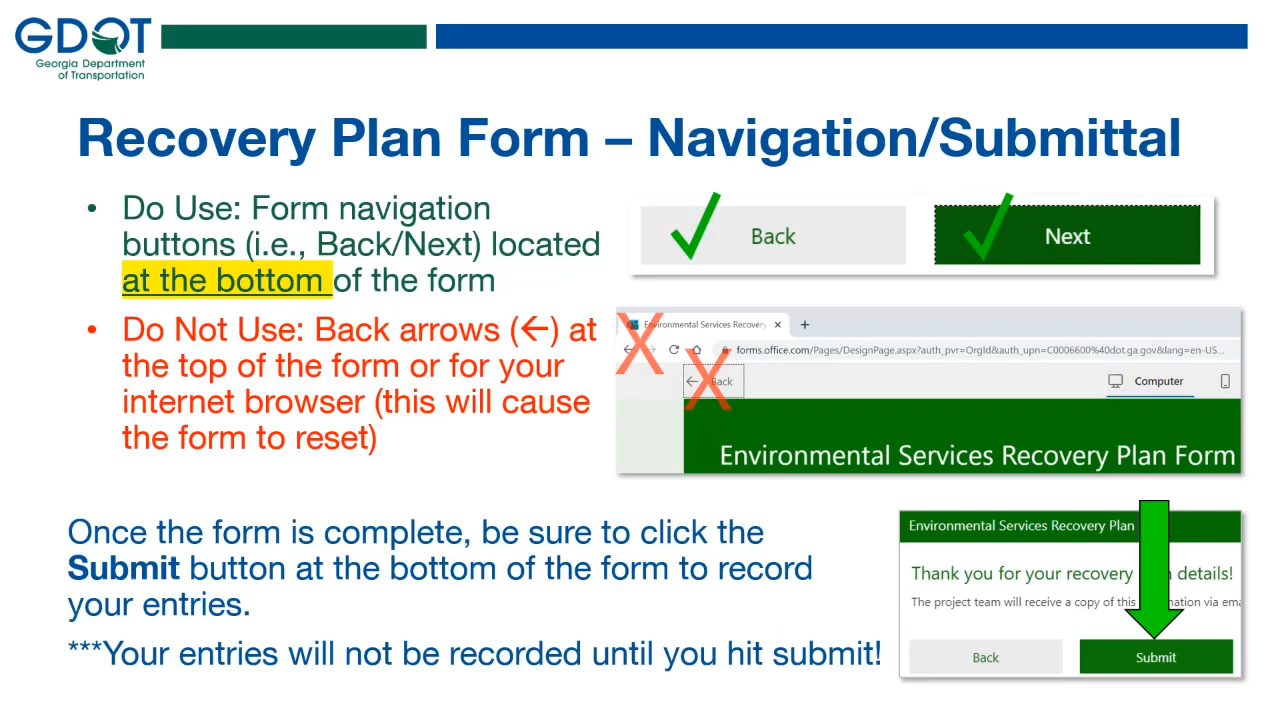 GDOT
Georgia Department
of Transportation
Recovery Plan Form – Navigation/Submittal
• Do Use: Form navigation
buttons (i.e., Back/Next) located
at the bottom of the form
Back
Next
• Do Not Use: Back arrows (←) at
the top of the form or for your
internet browser (this will cause
the form to reset)
Environmental Services Recovery
forms.office.com/Pages/DesignPage.aspx?auth_pvr=OrgId&auth_upn=C0006600%40dot.ga.gov&lang=en-US...
← Back
Computer
Environmental Services Recovery Plan Form
Once the form is complete, be sure to click the
Submit button at the bottom of the form to record
your entries.
***Your entries will not be recorded until you hit submit!
Environmental Services Recovery Plan
Thank you for your recovery details!
The project team will receive a copy of this via ema
Back
Submit